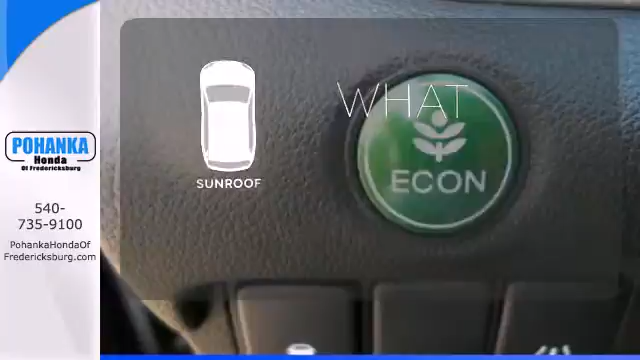 POHANKA
Honda
Of Fredericksburg
540-
735-9100
PohankaHondaOf
Fredericksburg.com
SUNROOF
WHAT
ECON